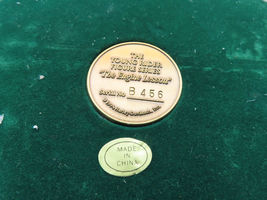 THE
YOUNG RIDER
FIGURE SERIES
"The Engine Lesson"
Serial No B 456
MADE
IN
CHINA